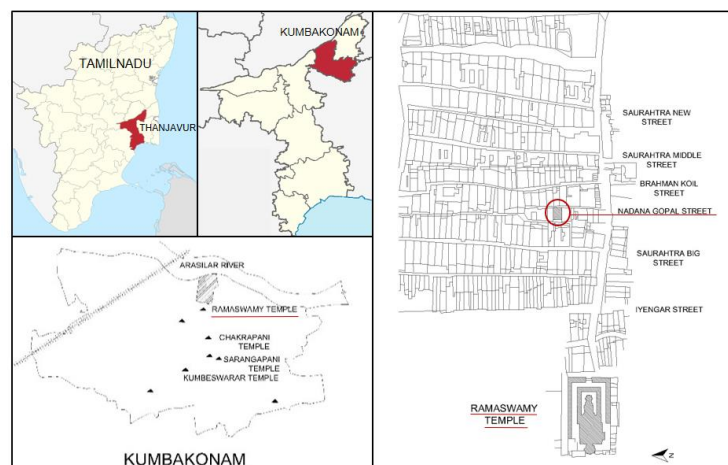 TAMILNADU
THANJAVUR
KUMBAKONAM
ARASILAR RIVER
RAMASWAMY TEMPLE
CHAKRAPANI
TEMPLE
SARANGAPANI
TEMPLE
KUMBESWARAR TEMPLE
KUMBAKONAM
SAURAHTRA NEW
STREET
SAURAHTRA MIDDLE
STREET
BRAHMAN KOIL
STREET
NADANA GOPAL STREET
SAURAHTRA BIG
STREET
IYENGAR STREET
RAMASWAMY
TEMPLE
N